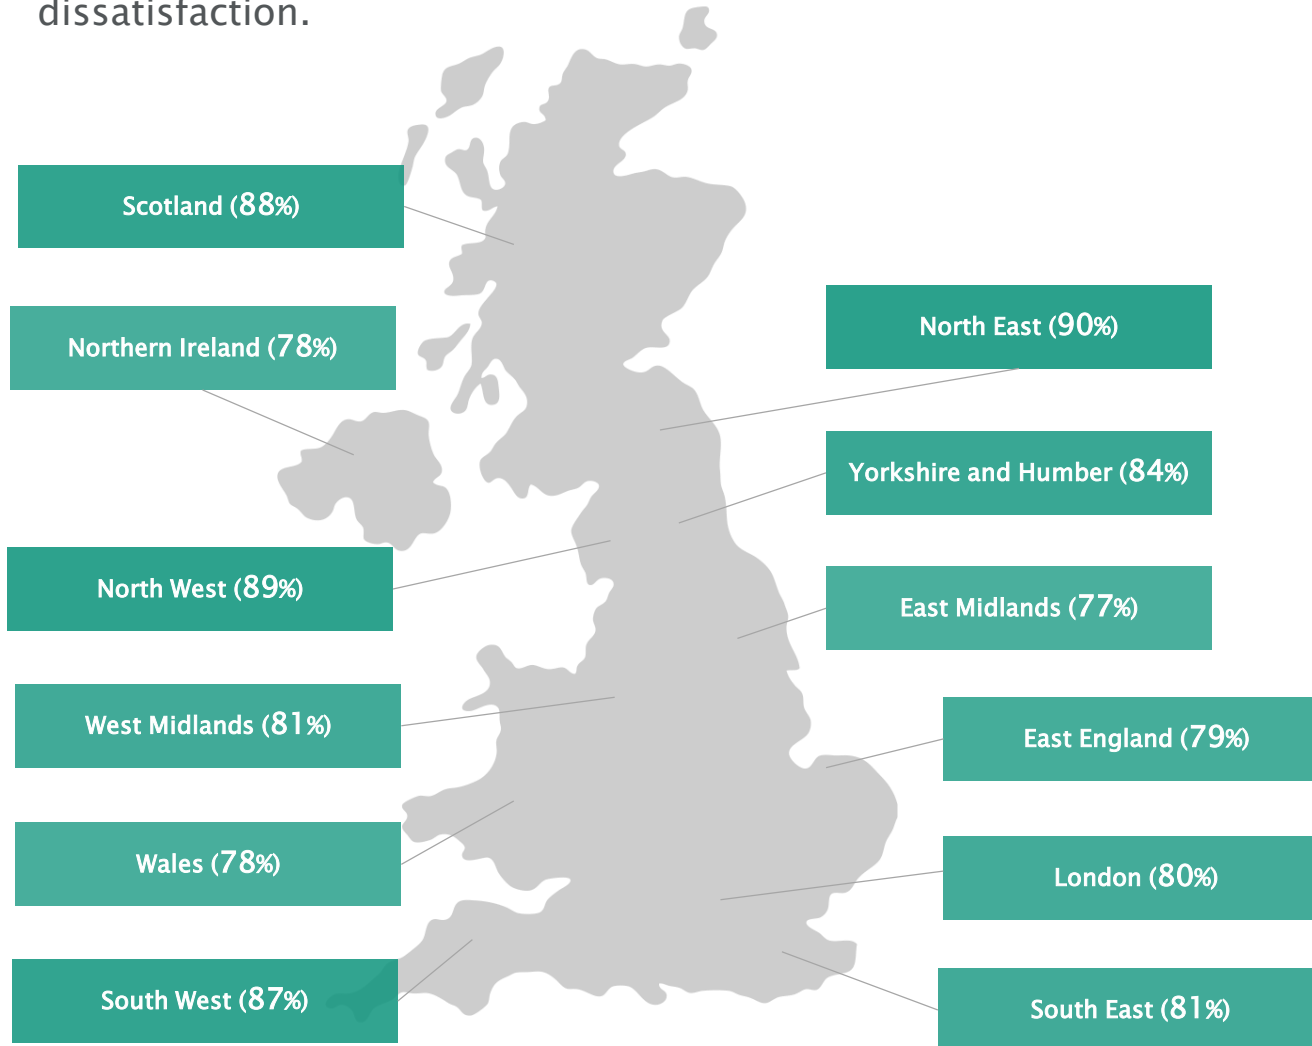 dissatisfaction.
Scotland (88%)
Northern Ireland (78%)
North East (90%)
Yorkshire and Humber (84%)
North West (89%)
East Midlands (77%)
West Midlands (81%)
East England (79%)
Wales (78%)
London (80%)
South West (87%)
South East (81%)